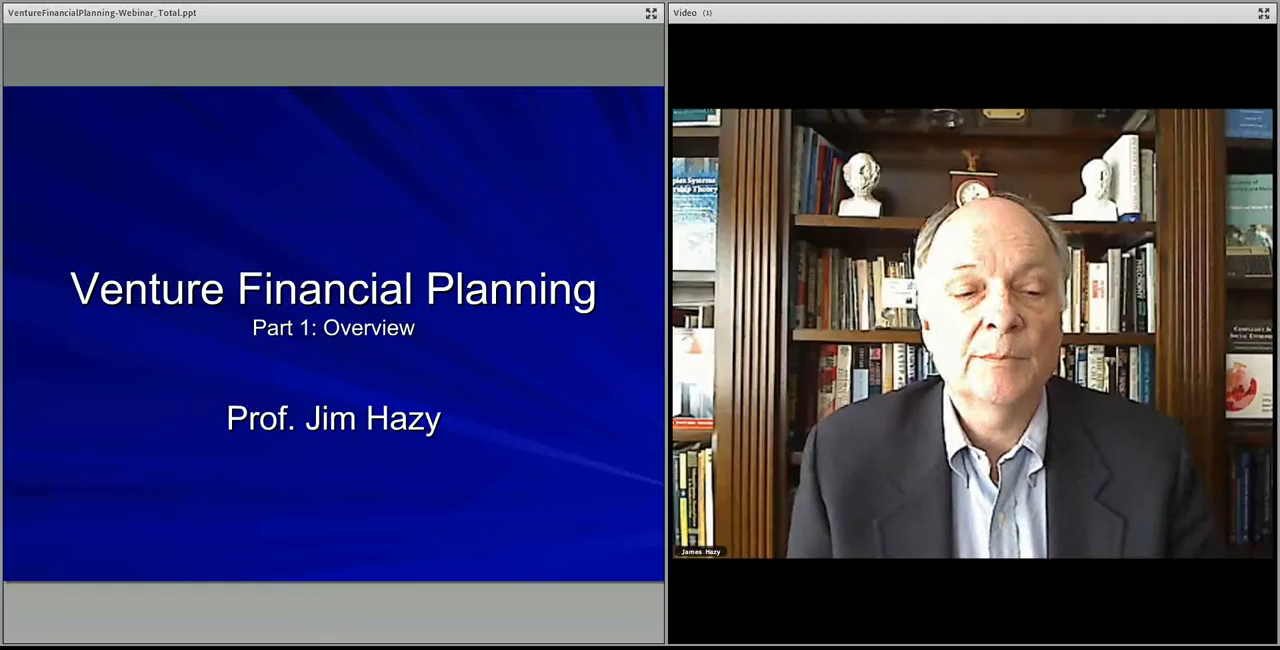 VentureFinancialPlanning-Webinar_Total.ppt
Video (1)
Venture Financial Planning
Part 1: Overview
Prof. Jim Hazy
James Hazy